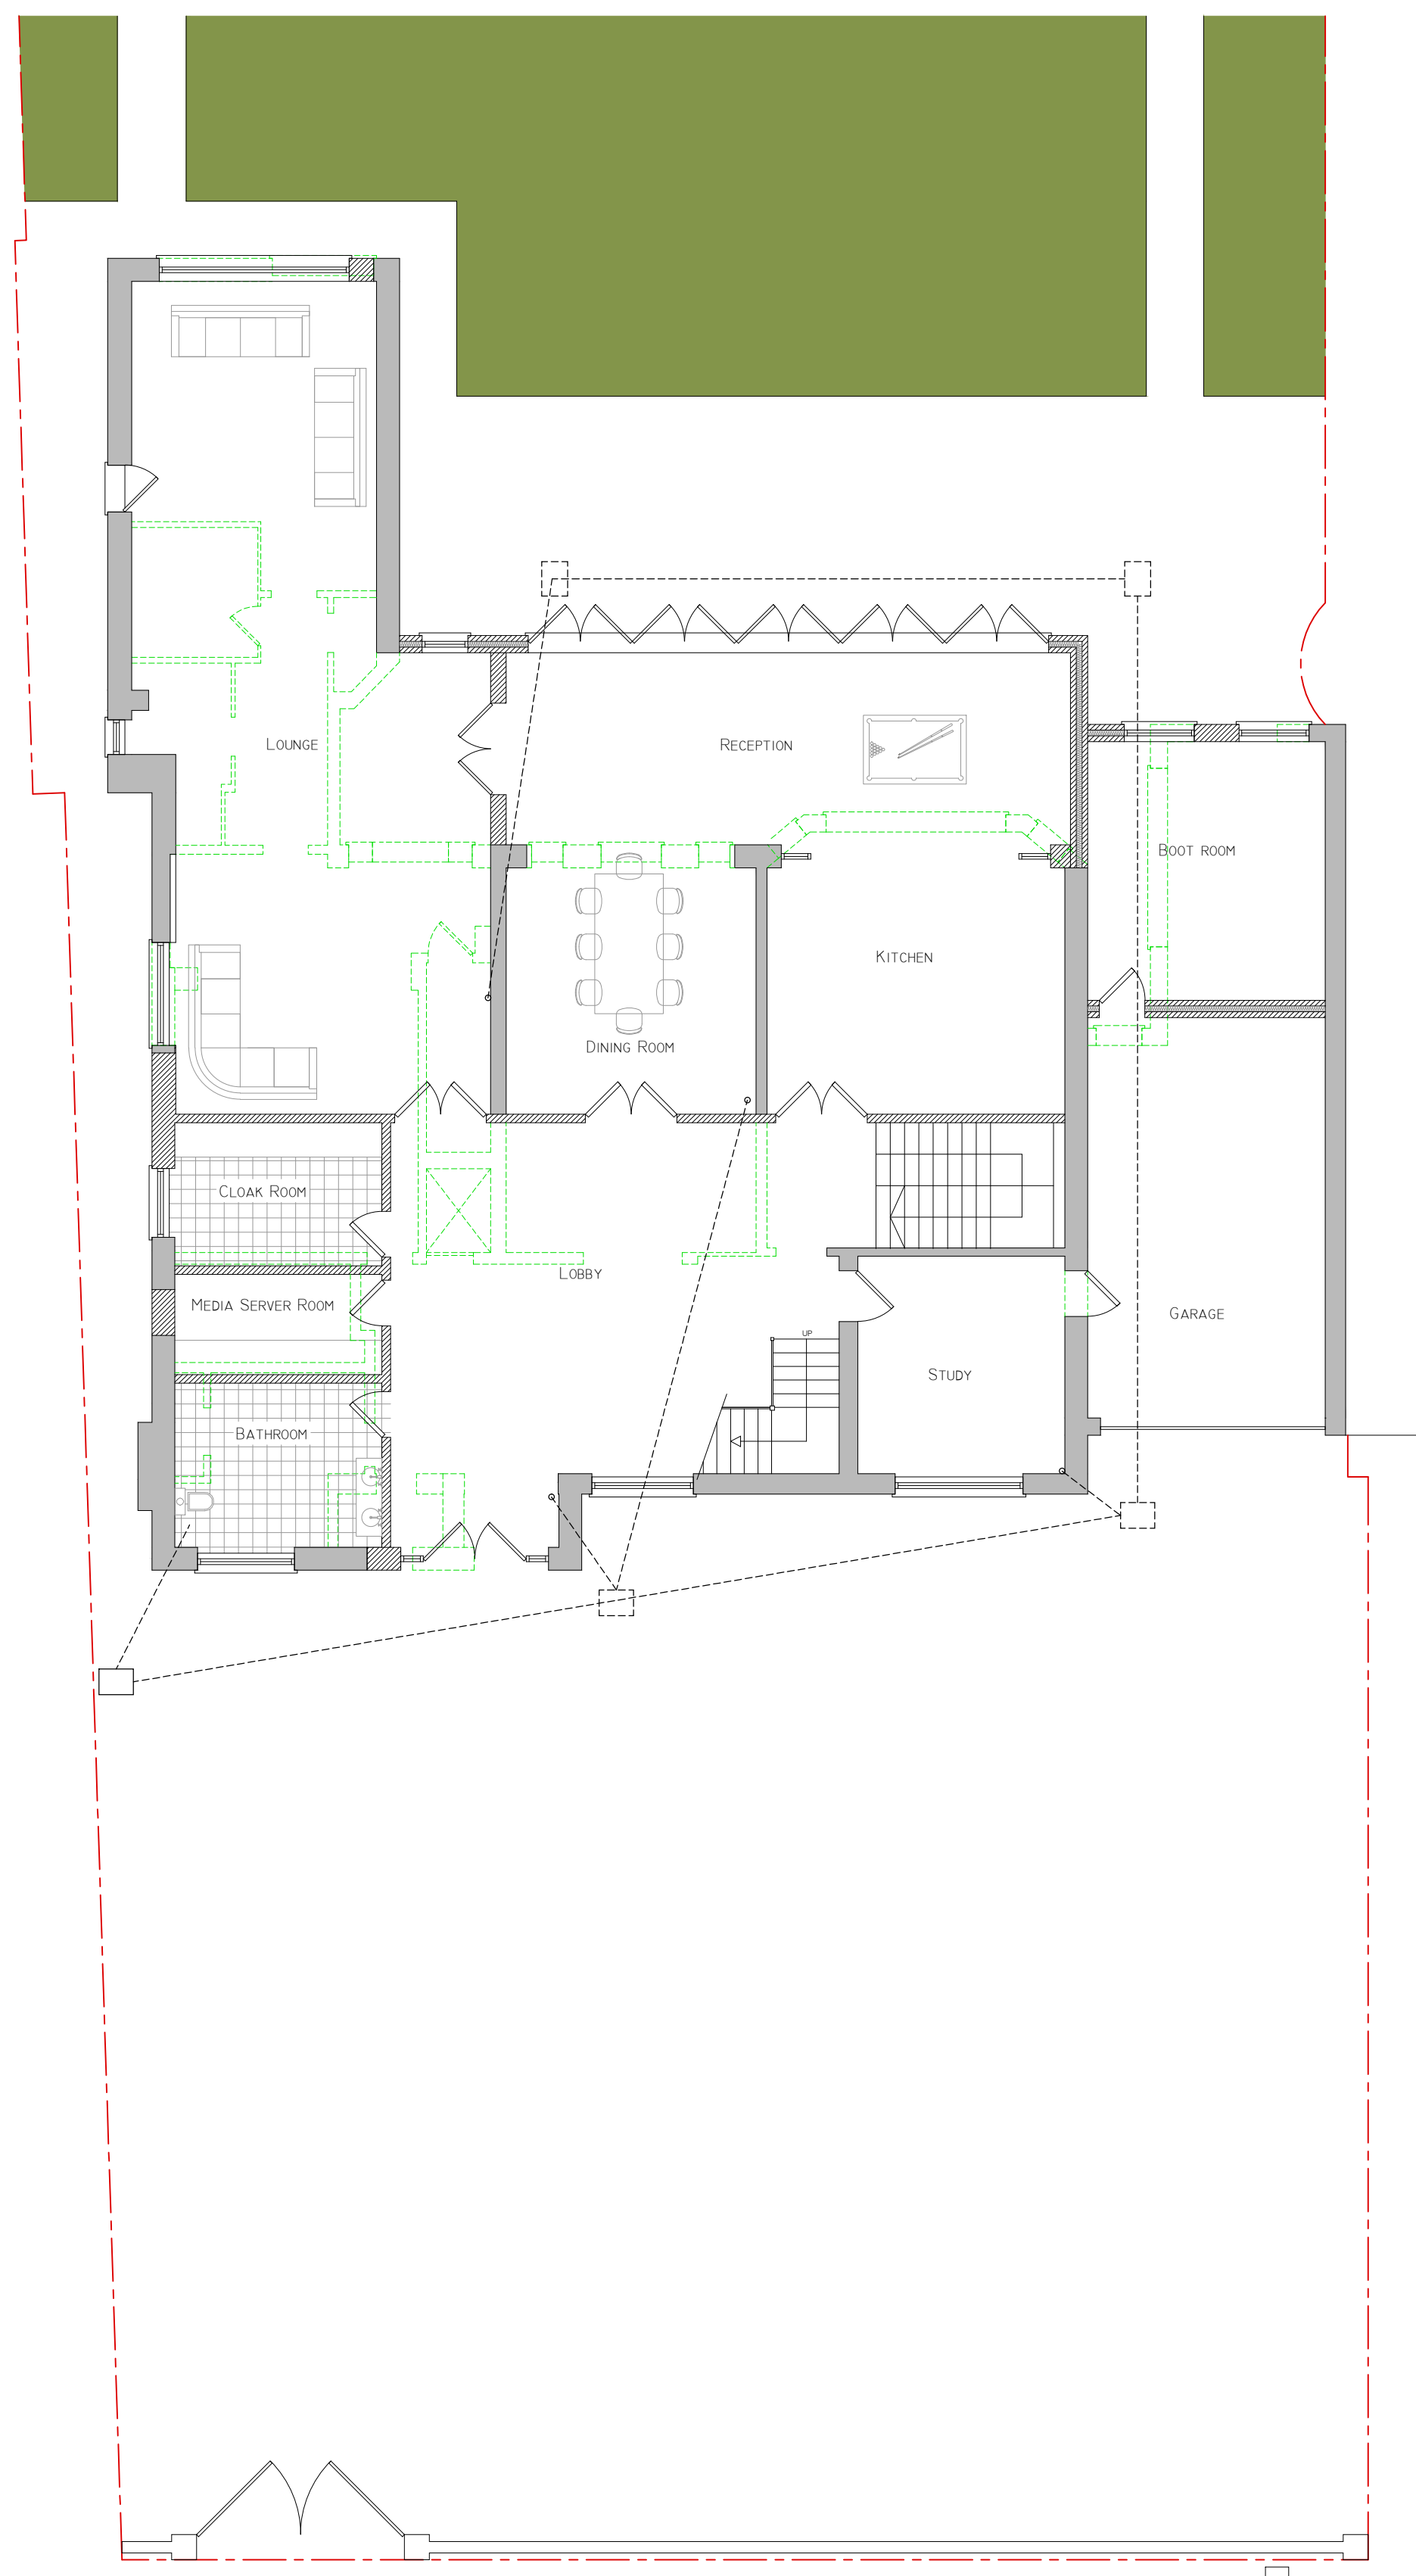 LOUNGE
RECEPTION
BOOT ROOM
KITCHEN
DINING ROOM
CLOAK ROOM
LOBBY
MEDIA SERVER ROOM
GARAGE
UP
STUDY
BATHROOM